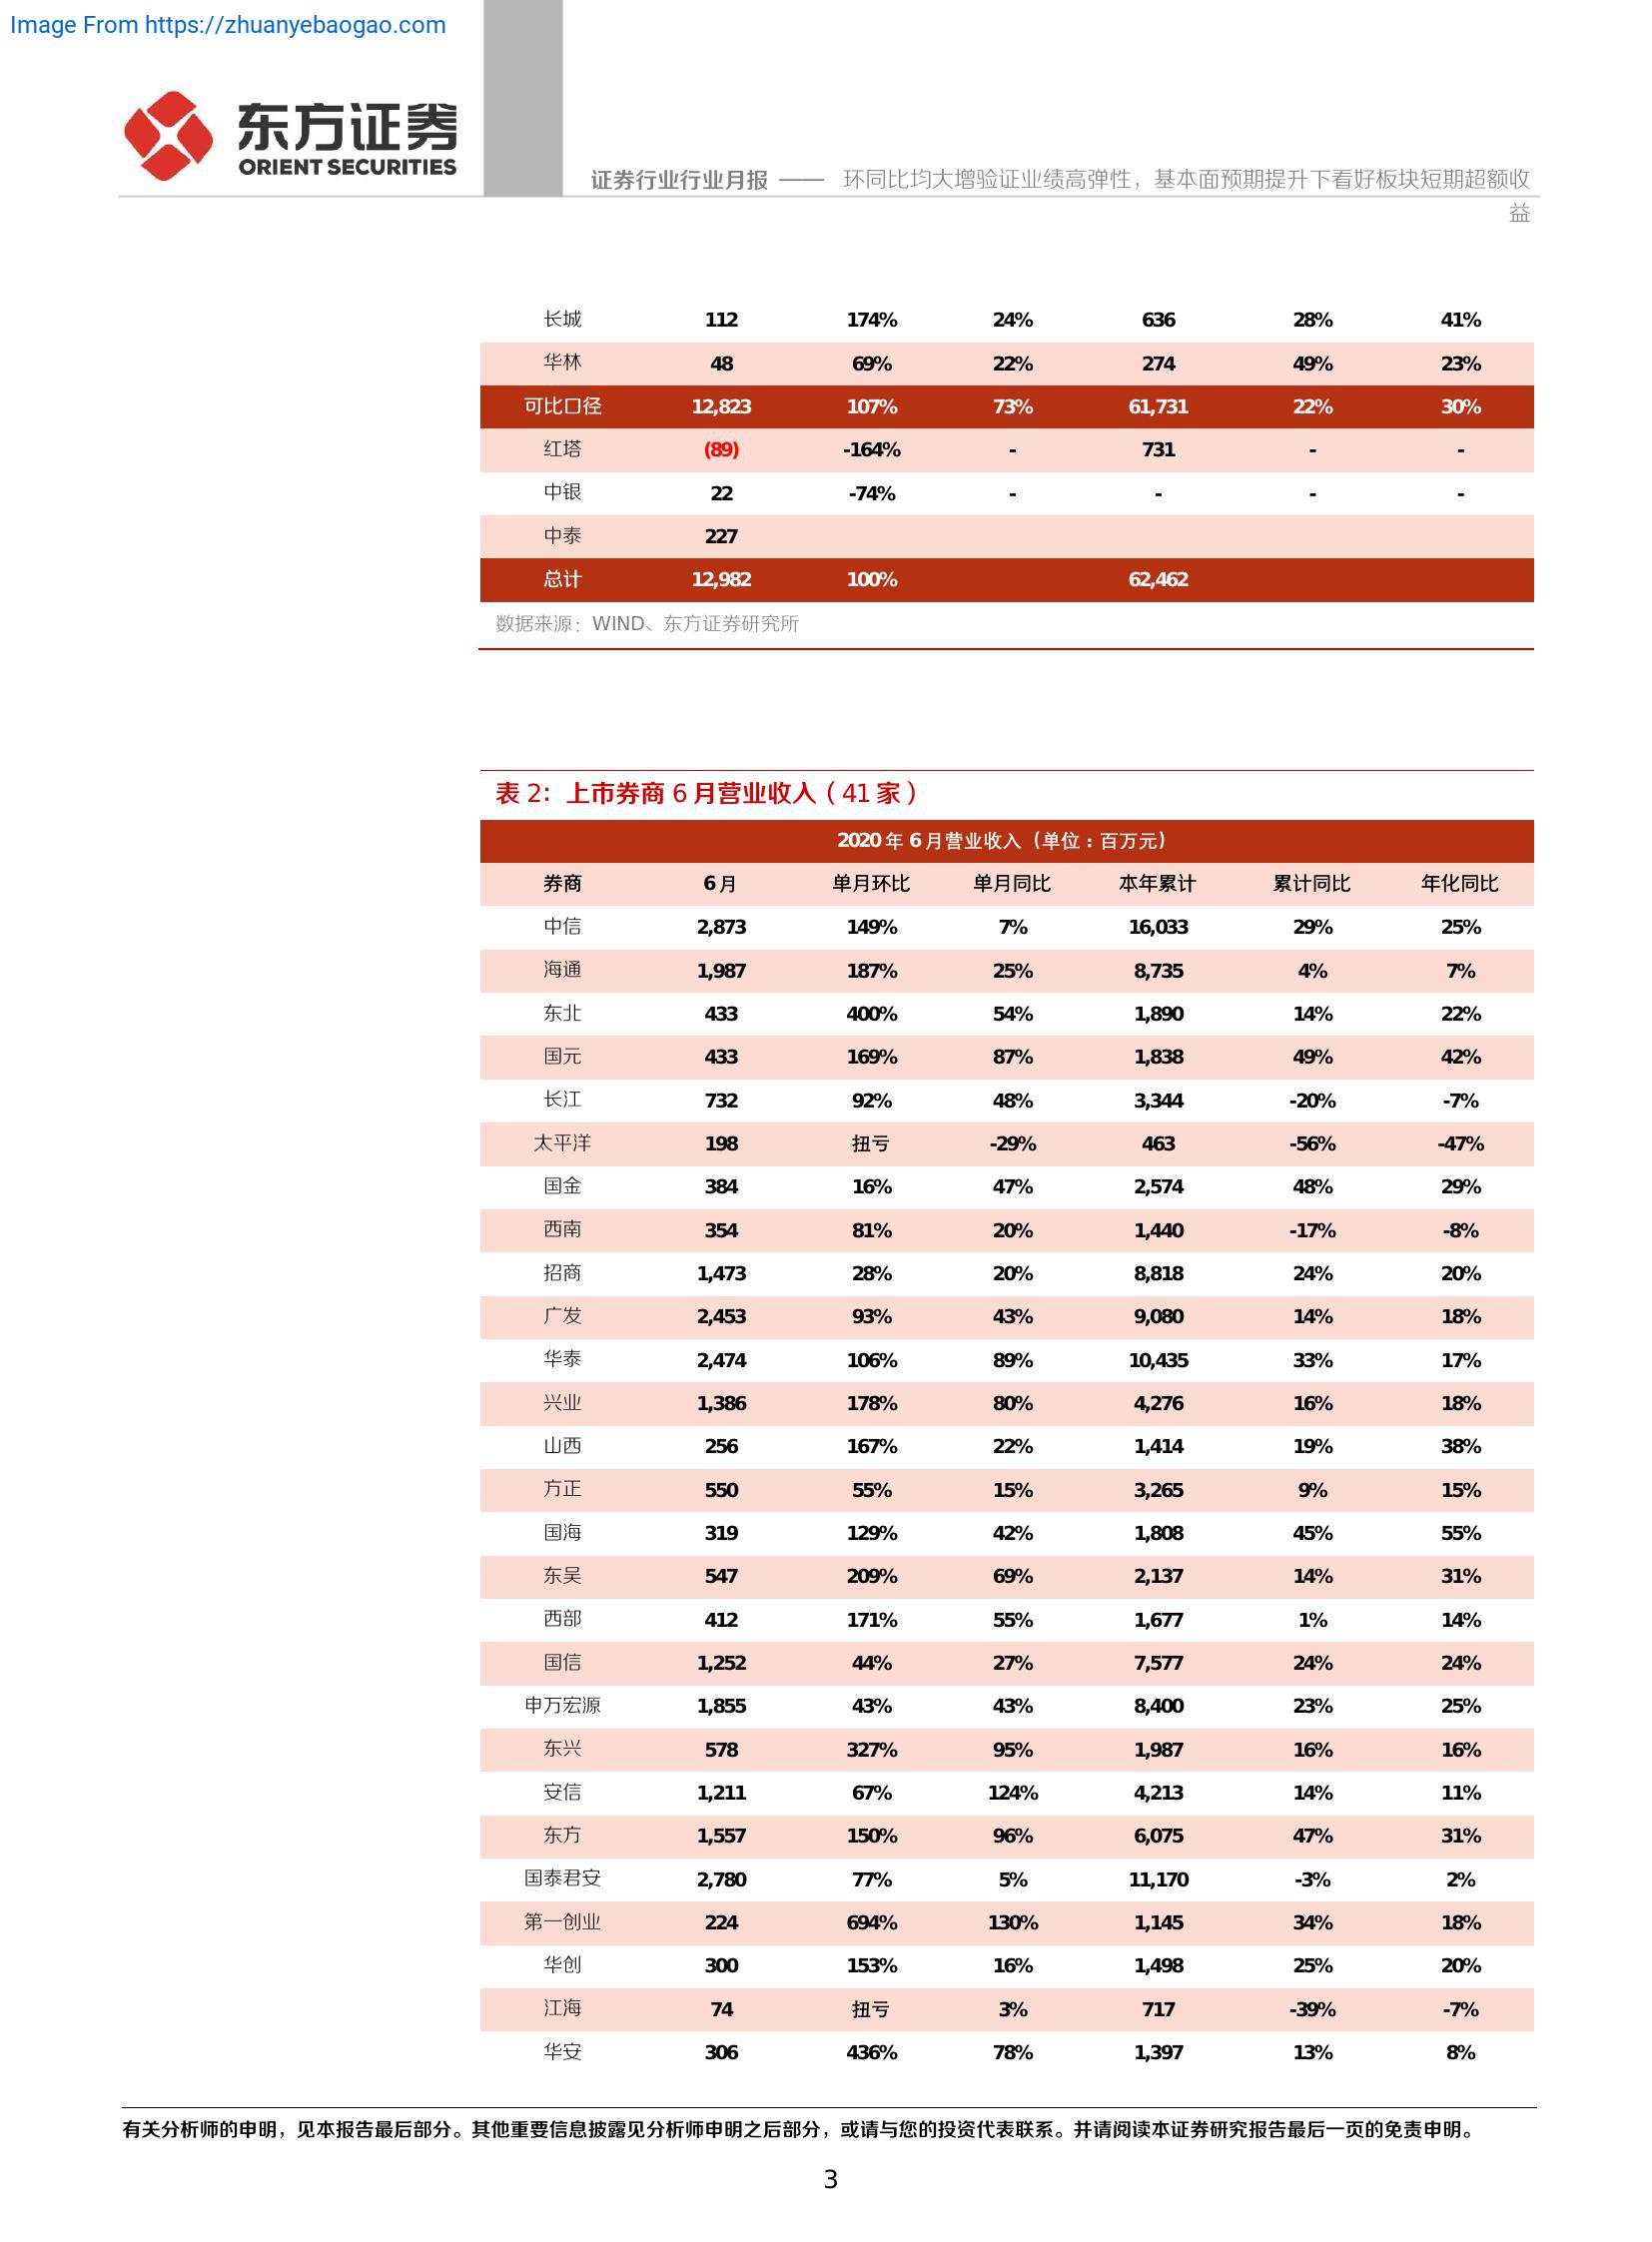 Image From https://zhuanyebaogao.com
东方证券
ORIENT SECURITIES
证券行业行业月报 —— 环同比均大增验证业绩高弹性，基本面预期提升下看好板块短期超额收
益
长城 112 174% 24% 636 28% 41%
华林 48 69% 22% 274 49% 23%
可比口径 12,823 107% 73% 61,731 22% 30%
红塔 (89) -164% - 731 - -
中银 22 -74% - - - -
中泰 227
总计 12,982 100% 62,462
数据来源：WIND、东方证券研究所
表 2：上市券商 6 月营业收入（41 家）
2020 年 6 月营业收入（单位：百万元）
券商 6 月 单月环比 单月同比 本年累计 累计同比 年化同比
中信 2,873 149% 7% 16,033 29% 25%
海通 1,987 187% 25% 8,735 4% 7%
东北 433 400% 54% 1,890 14% 22%
国元 433 169% 87% 1,838 49% 42%
长江 732 92% 48% 3,344 -20% -7%
太平洋 198 扭亏 -29% 463 -56% -47%
国金 384 16% 47% 2,574 48% 29%
西南 354 81% 20% 1,440 -17% -8%
招商 1,473 28% 20% 8,818 24% 20%
广发 2,453 93% 43% 9,080 14% 18%
华泰 2,474 106% 89% 10,435 33% 17%
兴业 1,386 178% 80% 4,276 16% 18%
山西 256 167% 22% 1,414 19% 38%
方正 550 55% 15% 3,265 9% 15%
国海 319 129% 42% 1,808 45% 55%
东吴 547 209% 69% 2,137 14% 31%
西部 412 171% 55% 1,677 1% 14%
国信 1,252 44% 27% 7,577 24% 24%
申万宏源 1,855 43% 43% 8,400 23% 25%
东兴 578 327% 95% 1,987 16% 16%
安信 1,211 67% 124% 4,213 14% 11%
东方 1,557 150% 96% 6,075 47% 31%
国泰君安 2,780 77% 5% 11,170 -3% 2%
第一创业 224 694% 130% 1,145 34% 18%
华创 300 153% 16% 1,498 25% 20%
江海 74 扭亏 3% 717 -39% -7%
华安 306 436% 78% 1,397 13% 8%
有关分析师的申明，见本报告最后部分。其他重要信息披露见分析师申明之后部分，或请与您的投资代表联系。并请阅读本证券研究报告最后一页的免责申明。
3